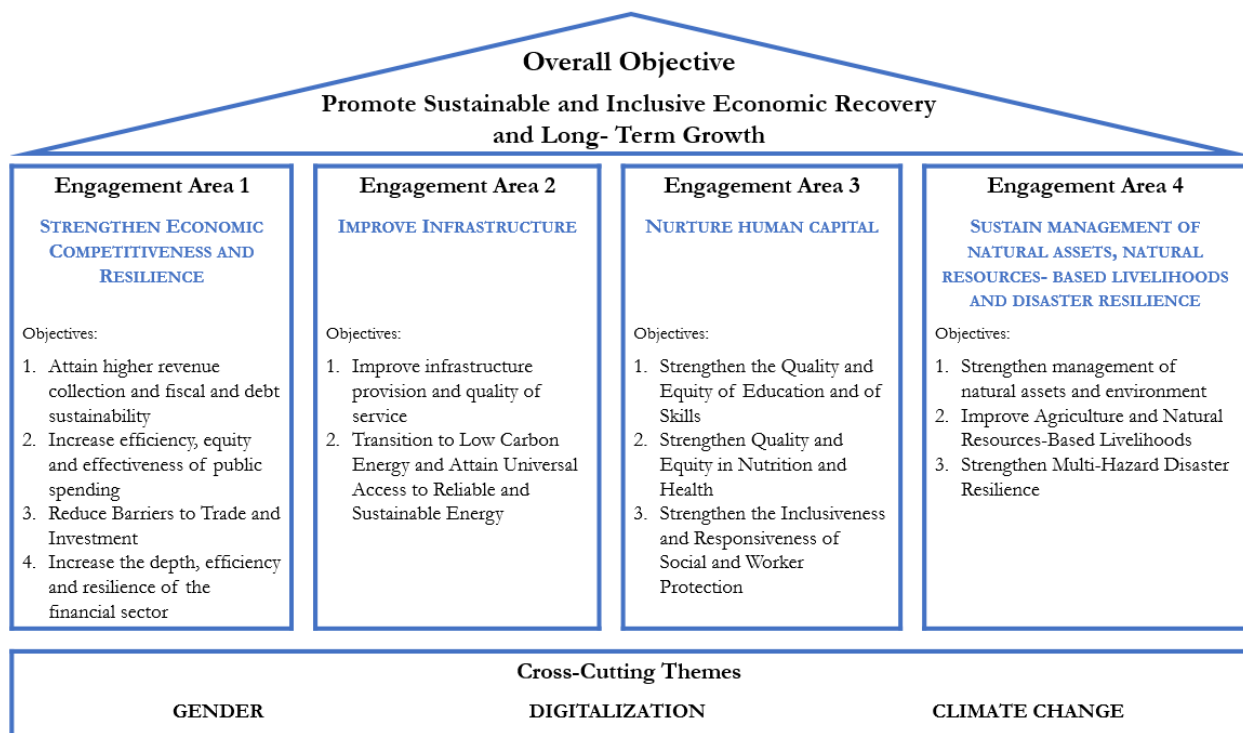 Overall Objective
Promote Sustainable and Inclusive Economic Recovery
and Long- Term Growth
Engagement Area 1
STRENGTHEN ECONOMIC
COMPETITIVENESS AND
RESILIENCE
Objectives:
1. Attain higher revenue
collection and fiscal and debt
sustainability
2. Increase efficiency, equity
and effectiveness of public
spending
3. Reduce Barriers to Trade and
Investment
4. Increase the depth, efficiency
and resilience of the
financial sector
Engagement Area 2
IMPROVE INFRASTRUCTURE
Objectives:
1. Improve infrastructure
provision and quality of
service
2. Transition to Low Carbon
Energy and Attain Universal
Access to Reliable and
Sustainable Energy
Engagement Area 3
NURTURE HUMAN CAPITAL
Objectives:
1. Strengthen the Quality and
Equity of Education and of
Skills
2. Strengthen Quality and
Equity in Nutrition and
Health
3. Strengthen the Inclusiveness
and Responsiveness of
Social and Worker
Protection
Engagement Area 4
SUSTAIN MANAGEMENT OF
NATURAL ASSETS, NATURAL
RESOURCES- BASED LIVELIHOODS
AND DISASTER RESILIENCE
Objectives:
1. Strengthen management of
natural assets and environment
2. Improve Agriculture and Natural
Resources-Based Livelihoods
3. Strengthen Multi-Hazard Disaster
Resilience
Cross-Cutting Themes
GENDER DIGITALIZATION CLIMATE CHANGE